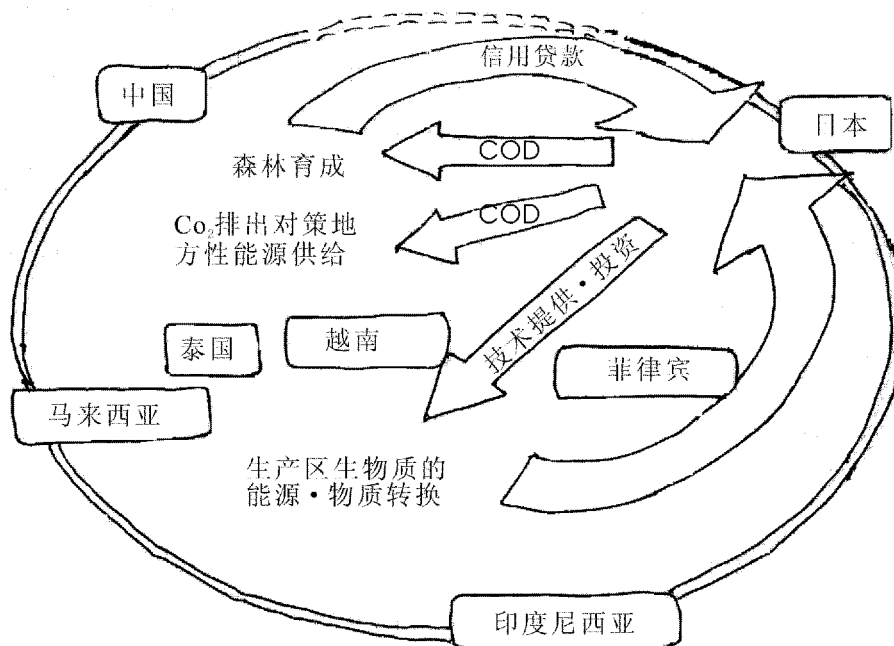 信用贷款
中国
日本
COD
森林育成
COD
Co₂排出对策地
方性能源供给
技术提供·投资
泰国
越南
菲律宾
马来西亚
生产区生物质的
能源·物质转换
印度尼西亚